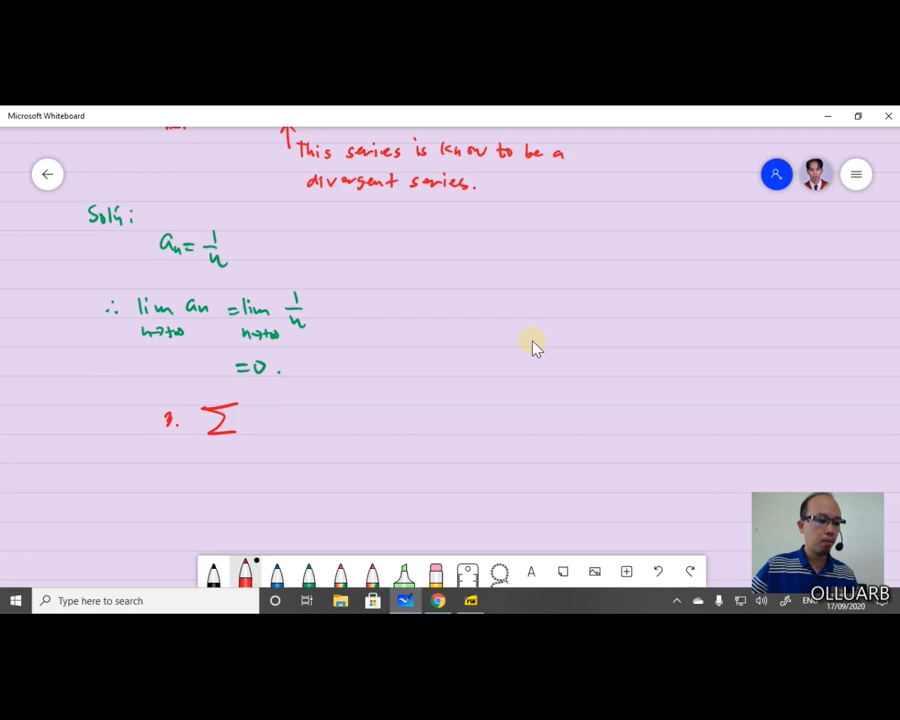 Microsoft Whiteboard
This series is know to be a
divergent series.
Sol'n:
aₙ = 1/n
∴ lim n→+∞ aₙ = lim n→+∞ 1/n
= 0.
3. Σ
A
Type here to search
ENG
OLLUARB
17/09/2020